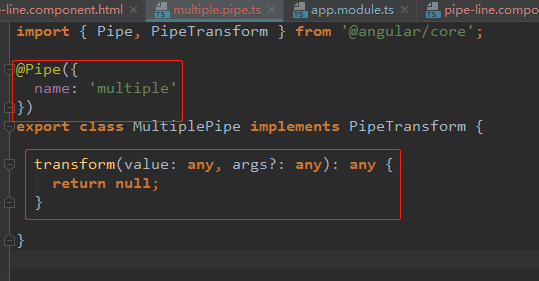 e-line.component.html × multiple.pipe.ts × app.module.ts × pipe-line.compo
import { Pipe, PipeTransform } from '@angular/core';
@Pipe({
name: 'multiple'
})
export class MultiplePipe implements PipeTransform {
transform(value: any, args?: any): any {
return null;
}
}